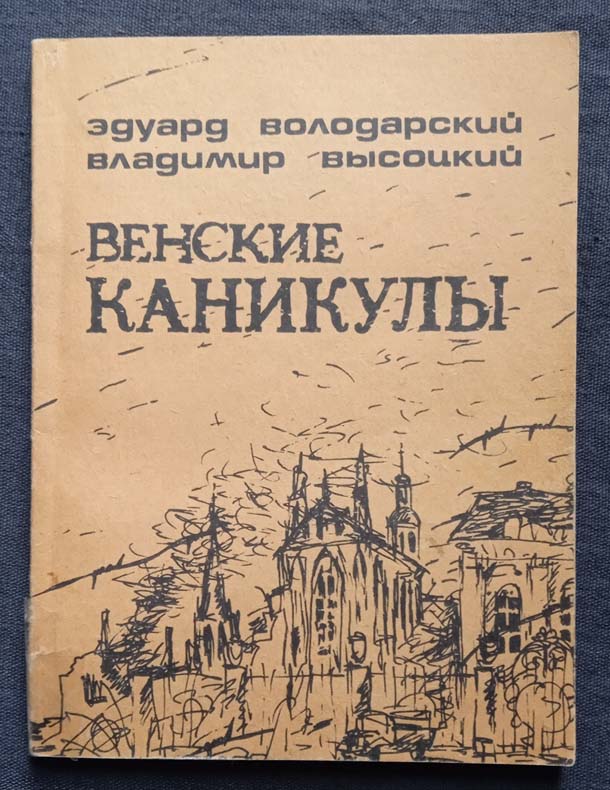 эдуард володарский
владимир высоцкий
ВЕНСКИЕ
КАНИКУЛЫ